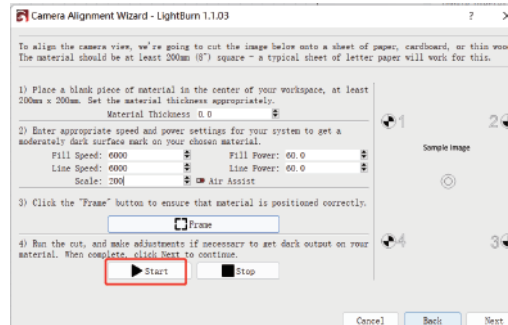 Camera Alignment Wizard - LightBurn 1.1.03
?
To align the camera view, we're going to cut the image below onto a sheet of paper, cardboard, or thin wood
The material should be at least 200mm (8") square - a typical sheet of letter paper will work for this.
1) Place a blank piece of material in the center of your workspace, at least
200mm x 200mm. Set the material thickness appropriately.
Material Thickness 0.0
2) Enter appropriate speed and power settings for your system to get a
moderately dark surface mark on your chosen material.
Fill Speed: 6000 Fill Power: 60.0
Line Speed: 6000 Line Power: 60.0
Scale: 200 Air Assist
3) Click the "Frame" button to ensure that material is positioned correctly.
Frame
4) Run the cut, and make adjustments if necessary to get dark output on your
material. When complete, click Next to continue.
Start Stop
1 2
Sample Image
4 3
Cancel Back Next